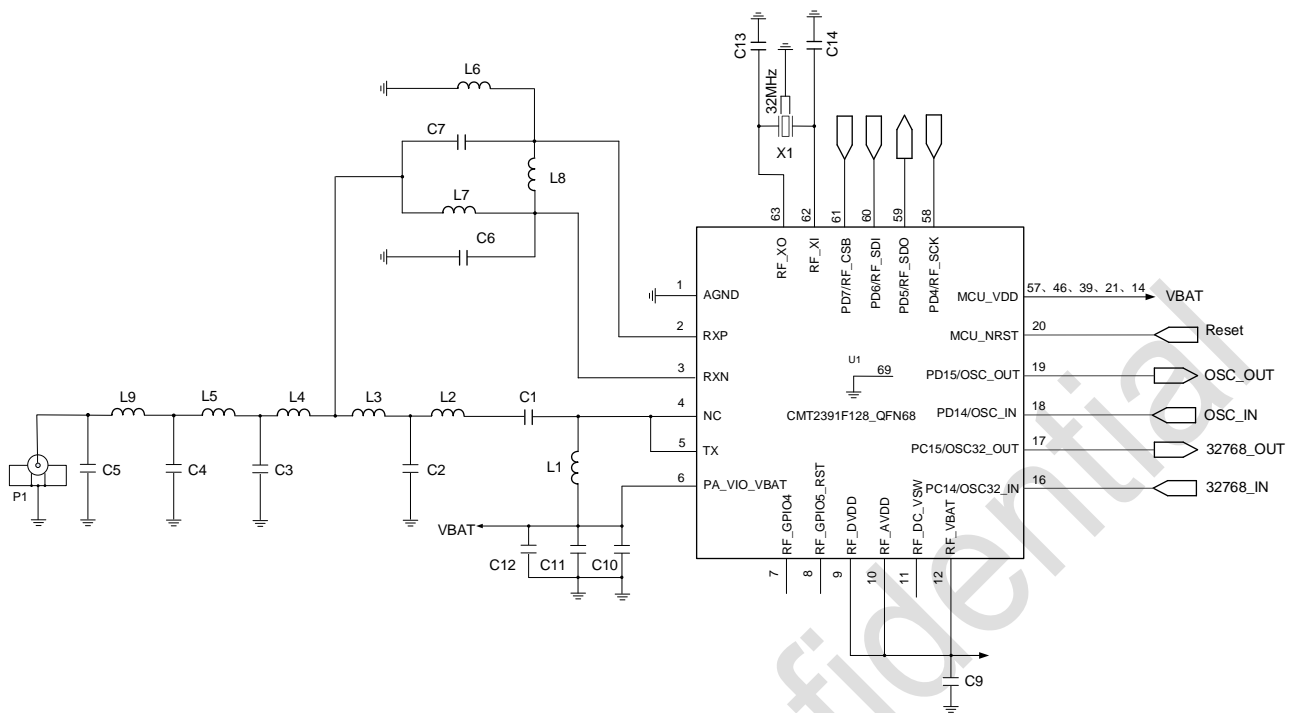 C13
C14
32MHz
X1
L6
C7
L8
L7
C6
63
62
61
60
59
58
RF_XO
RF_XI
PD7/RF_CSB
PD6/RF_SDI
PD5/RF_SDO
PD4/RF_SCK
1
AGND
MCU_VDD
57、46、39、21、14
VBAT
2
RXP
MCU_NRST
20
Reset
3
RXN
U1
69
PD15/OSC_OUT
19
OSC_OUT
L9
L5
L4
L3
L2
C1
4
NC
CMT2391F128_QFN68
PD14/OSC_IN
18
OSC_IN
5
TX
PC15/OSC32_OUT
17
32768_OUT
P1
C5
C4
C3
C2
L1
6
PA_VIO_VBAT
PC14/OSC32_IN
16
32768_IN
VBAT
C12
C11
C10
RF_GPIO4
RF_GPIO5_RST
RF_DVDD
RF_AVDD
RF_DC_VSW
RF_VBAT
7
8
9
10
11
12
C9
fidential